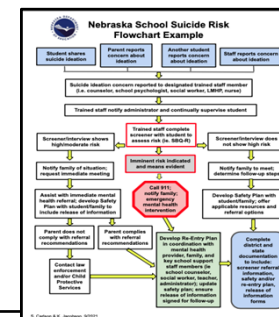 Nebraska School Suicide Risk
Flowchart Example
Student shares
suicide ideation
Parent reports
concern about
ideation
Another student
reports concern
about ideation
Staff reports concern
about ideation
Suicide ideation concern reported to designated trained staff member
(i.e. counselor, school psychologist, social worker, LMHP, nurse)
Trained staff notify administrator and continually supervise student
Screener/Interview shows
high/moderate risk
Trained staff complete
screener with student to
assess risk (ie. SBQ-R)
Screener/Interview does
not show high risk
Notify family of situation;
request immediate meeting
Imminent risk indicated
and means evident
Notify family to meet;
determine follow-up steps
Assist with immediate mental
health referral; develop Safety
Plan with student/family to
include release of information
Call 911;
notify family;
emergency
mental health
intervention
Develop Safety Plan with
student/family; offer
applicable resources and
referral options
Parent does
not comply with
referral
recommendations
Parent complies
with referral
recommendations
Develop Re-Entry Plan
in coordination with
mental health
provider, family, and
key school support
staff members (ie
school counselor,
social worker, teacher,
administrator); update
safety plan; ensure
release of information
signed for follow-up
Complete
district and
state
documentation
to include:
screener referral
information,
safety and/or
re-entry plan,
release of
information
forms
Contact law
enforcement
and/or Child
Protective
Services